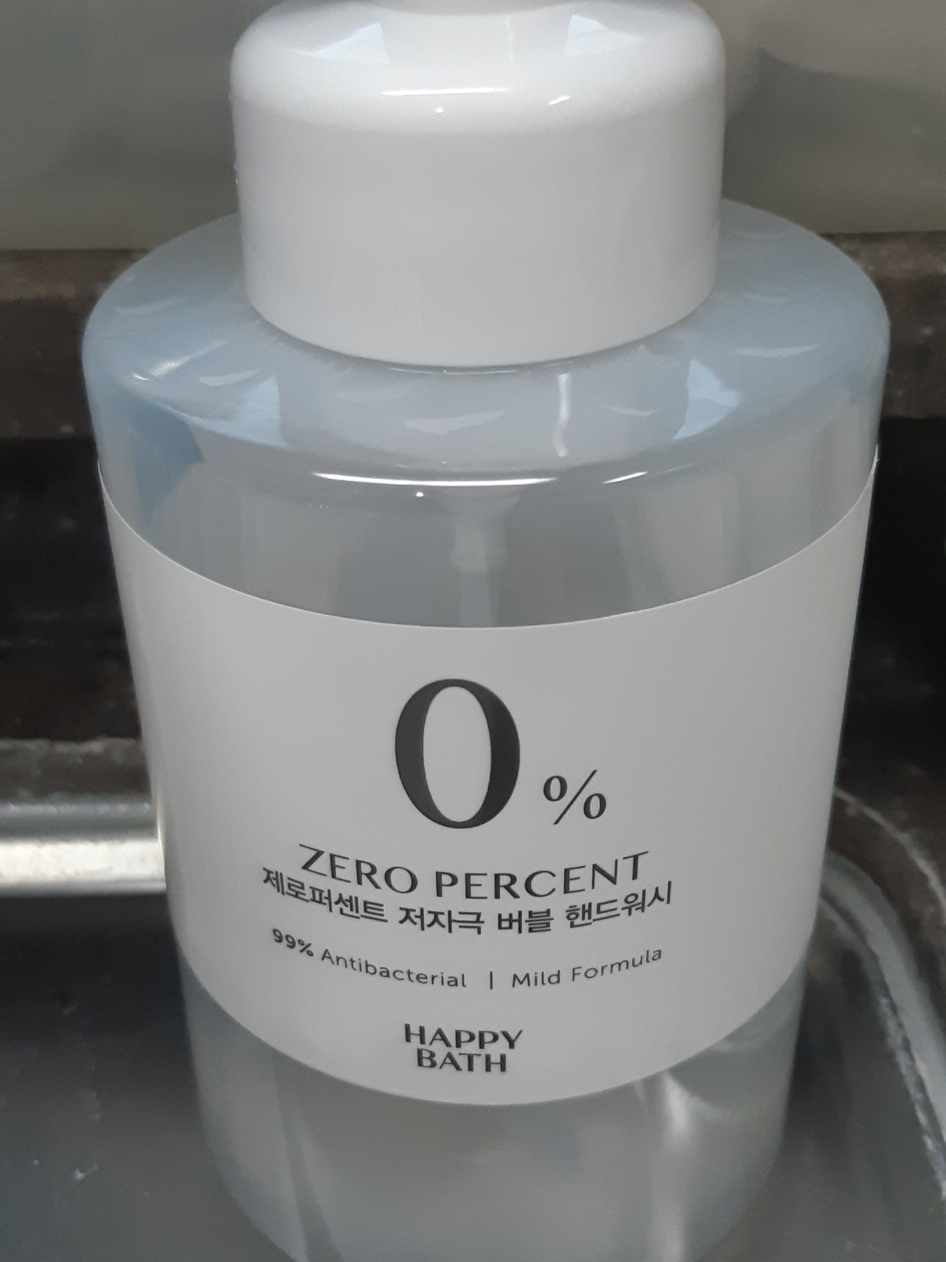 0 %
ZERO PERCENT
제로퍼센트 저자극 버블 핸드워시
99% Antibacterial | Mild Formula
HAPPY
BATH